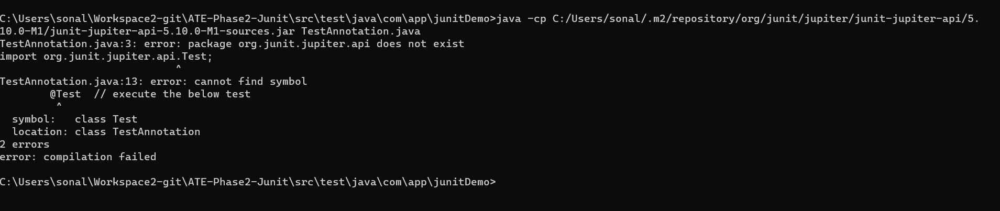 C:\Users\sonal\Workspace2-git\ATE-Phase2-Junit\src\test\java\com\app\junitDemo>java -cp C:/Users/sonal/.m2/repository/org/junit/jupiter/junit-jupiter-api/5.
10.0-M1/junit-jupiter-api-5.10.0-M1-sources.jar TestAnnotation.java
TestAnnotation.java:3: error: package org.junit.jupiter.api does not exist
import org.junit.jupiter.api.Test;
                            ^
TestAnnotation.java:13: error: cannot find symbol
        @Test  // execute the below test
         ^
  symbol:   class Test
  location: class TestAnnotation
2 errors
error: compilation failed
C:\Users\sonal\Workspace2-git\ATE-Phase2-Junit\src\test\java\com\app\junitDemo>